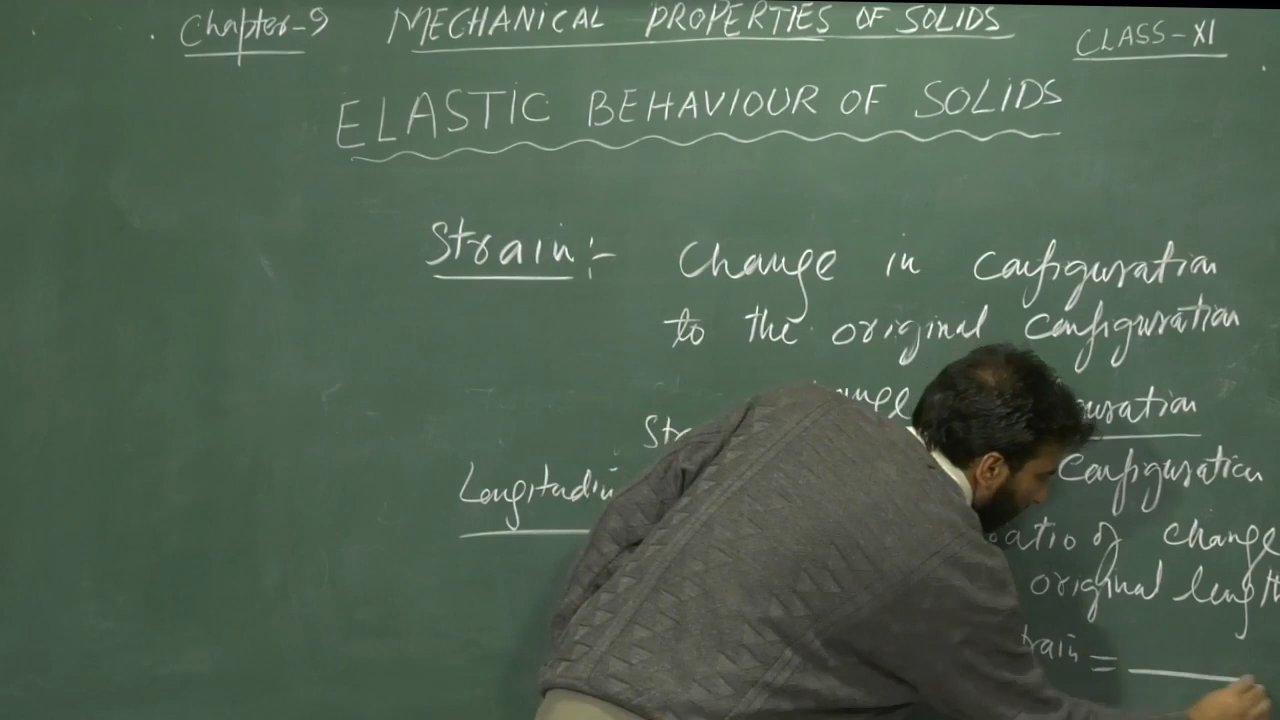 Chapter-9 MECHANICAL PROPERTIES OF SOLIDS CLASS-XI
ELASTIC BEHAVIOUR OF SOLIDS
Strain:- Change in configuration
to the original configuration
configuration
original length
of change
=